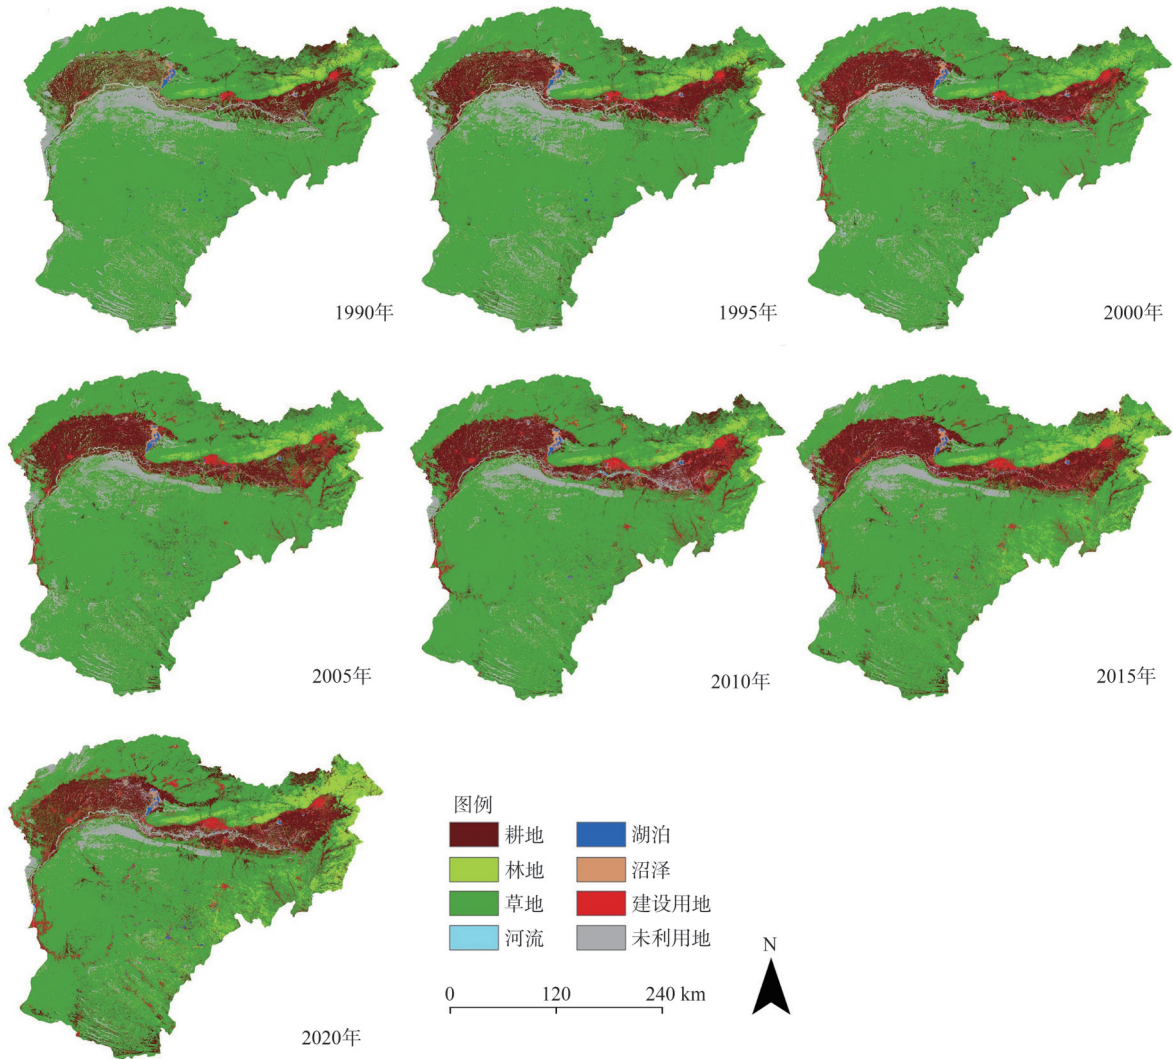 1990年
1995年
2000年
2005年
2010年
2015年
2020年
图例
耕地
湖泊
林地
沼泽
草地
建设用地
河流
未利用地
0 120 240 km
N